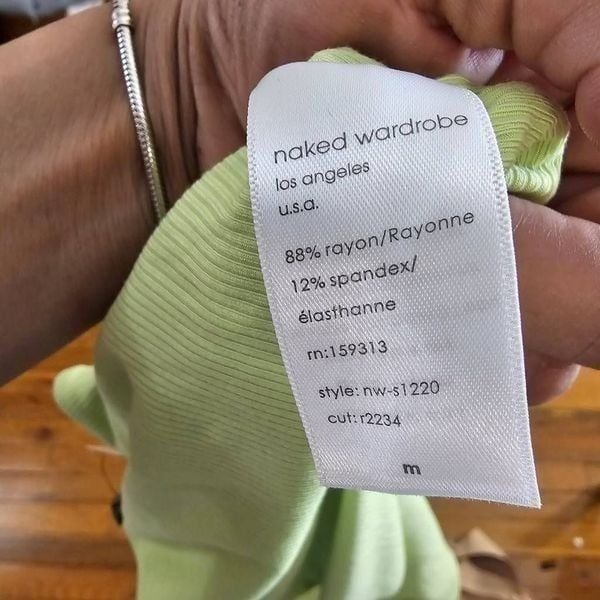 naked wardrobe
los angeles
u.s.a.
88% rayon/Rayonne
12% spandex/
élasthanne
rn:159313
style: nw-s1220
cut: r2234
m